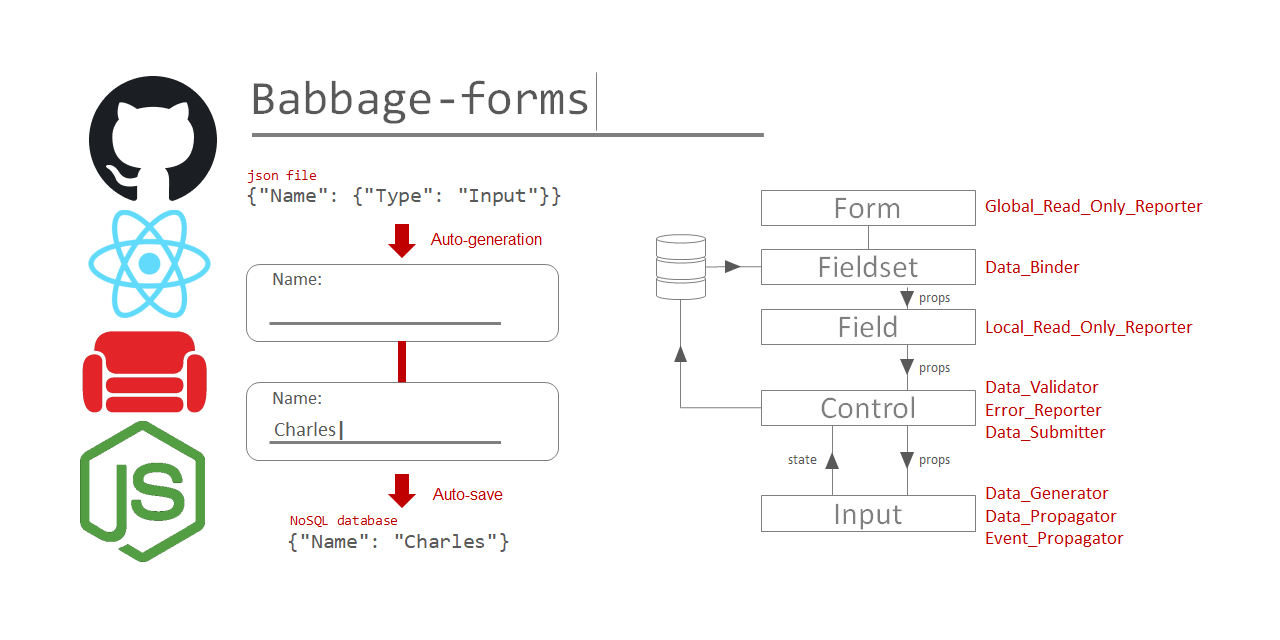 Babbage-forms
json file
{"Name": {"Type": "Input"}}
Auto-generation
Name:
Name:
Charles
Auto-save
NoSQL database
{"Name": "Charles"}
JS
Form
Global_Read_Only_Reporter
Fieldset
Data_Binder
props
Field
Local_Read_Only_Reporter
props
Control
Data_Validator
Error_Reporter
Data_Submitter
state
props
Input
Data_Generator
Data_Propagator
Event_Propagator